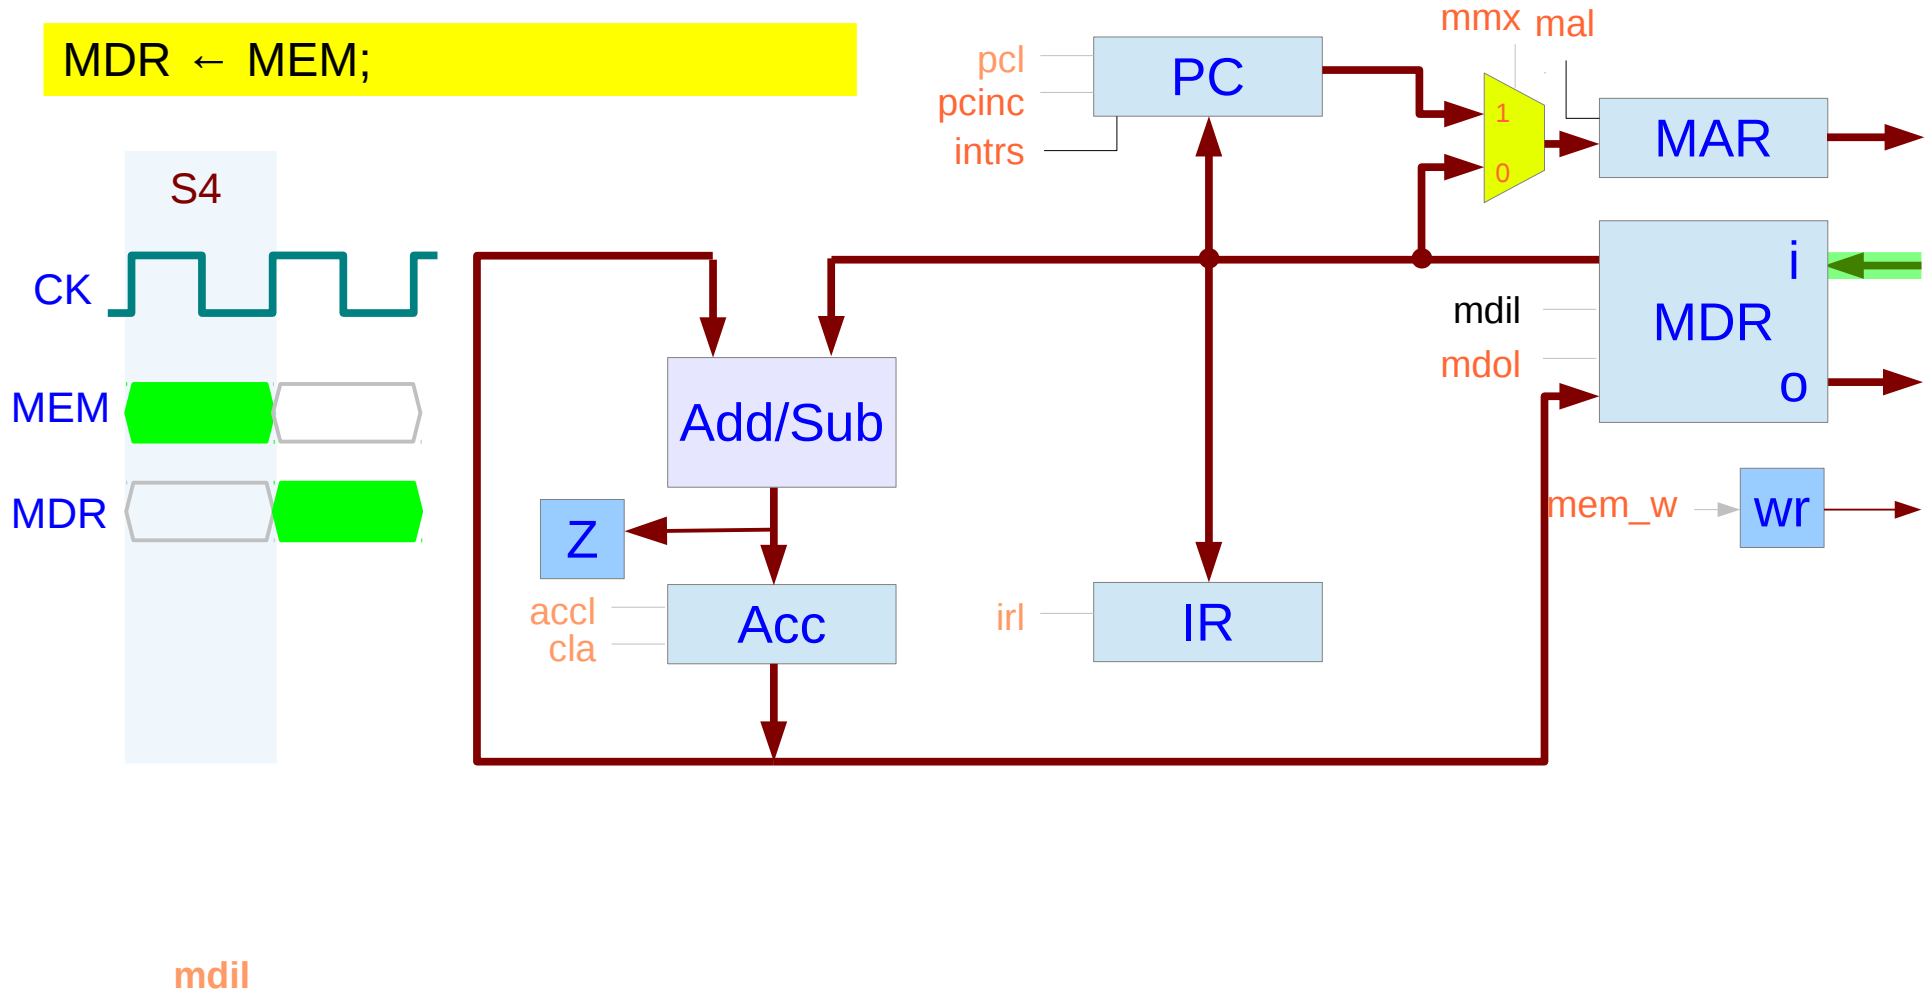 MDR ← MEM;
S4
CK
MEM
MDR
pcl
pcinc
intrs
PC
mmx
mal
1
0
MAR
i
mdil
MDR
mdol
o
Add/Sub
Z
mem_w
wr
accl
cla
Acc
irl
IR
mdil